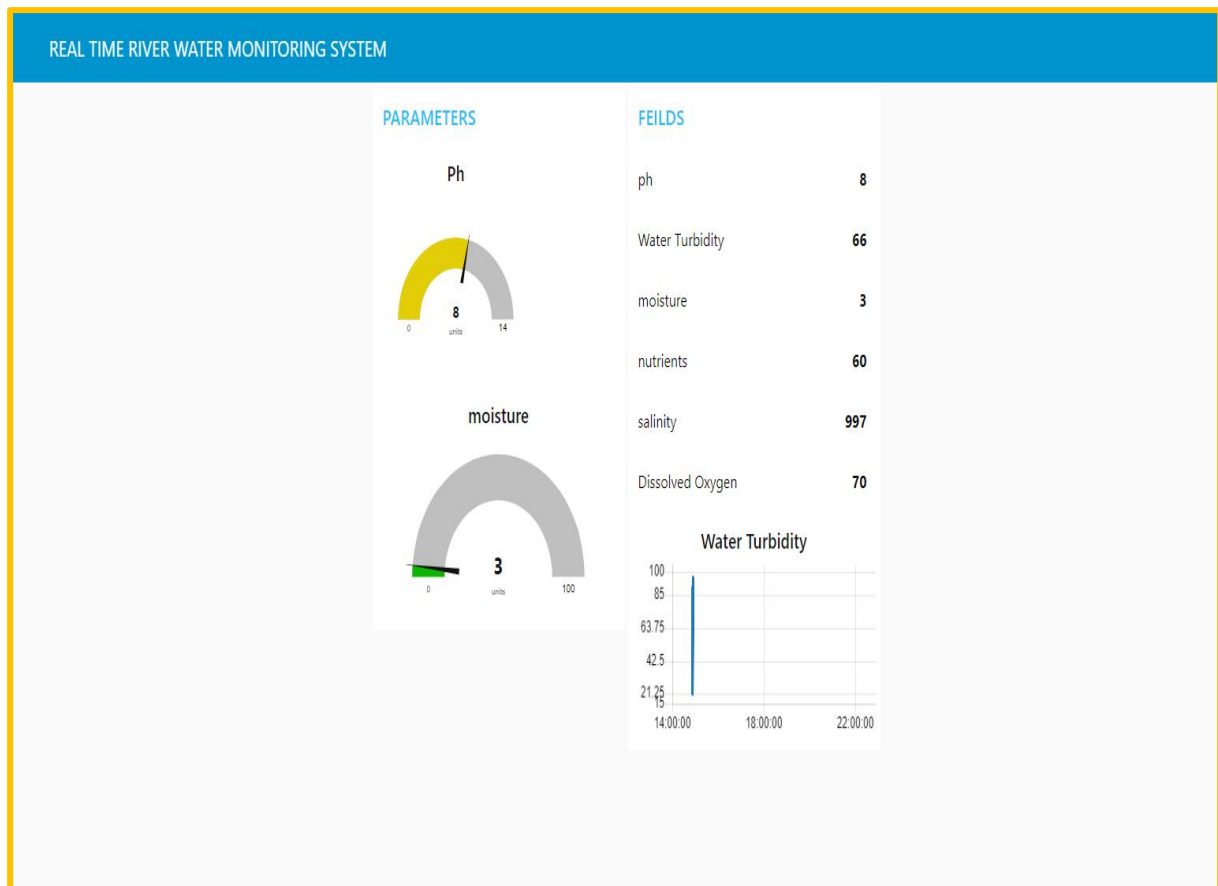 REAL TIME RIVER WATER MONITORING SYSTEM
PARAMETERS
Ph
8
units
0
14
moisture
3
units
0
100
FEILDS
ph 8
Water Turbidity 66
moisture 3
nutrients 60
salinity 997
Dissolved Oxygen 70
Water Turbidity
100
85
63.75
42.5
21.25
15
14:00:00 18:00:00 22:00:00